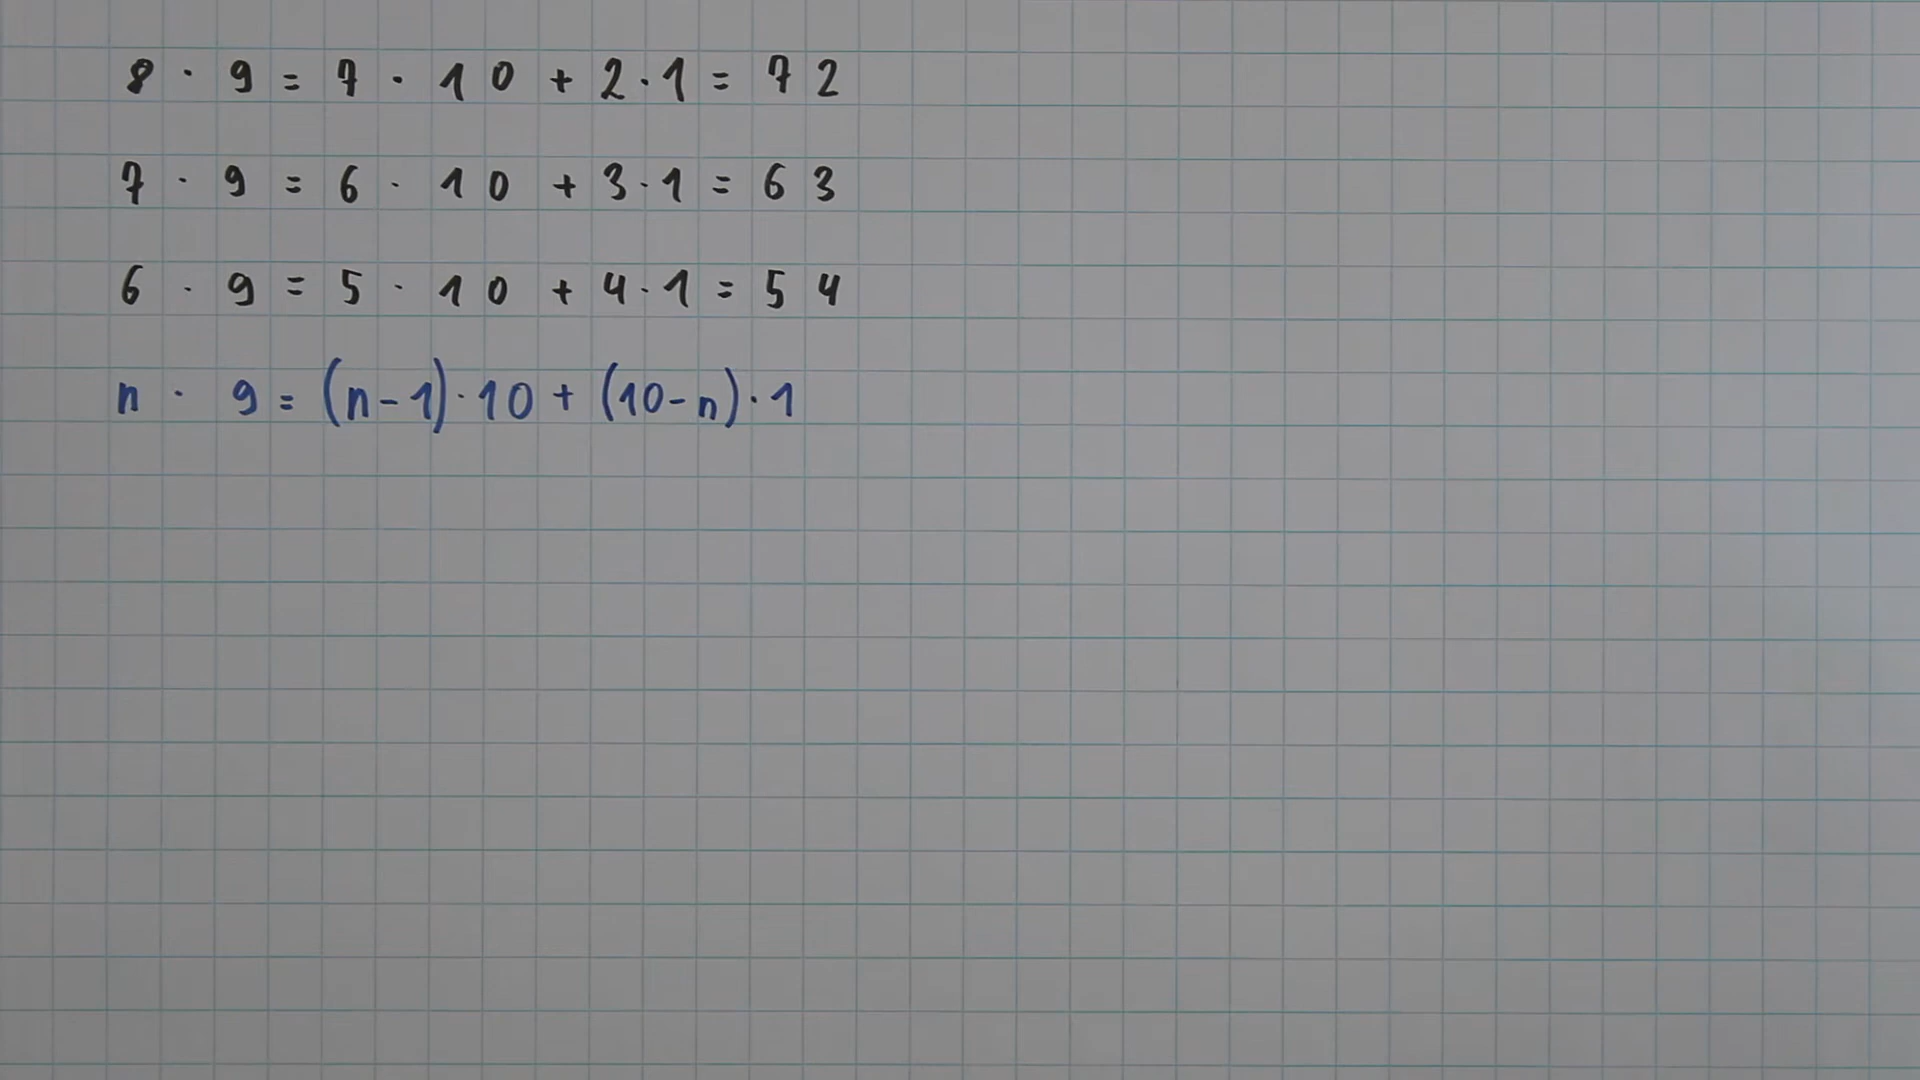 8 · 9 = 7 · 10 + 2 · 1 = 72
7 · 9 = 6 · 10 + 3 · 1 = 63
6 · 9 = 5 · 10 + 4 · 1 = 54
n · 9 = (n - 1) · 10 + (10 - n) · 1